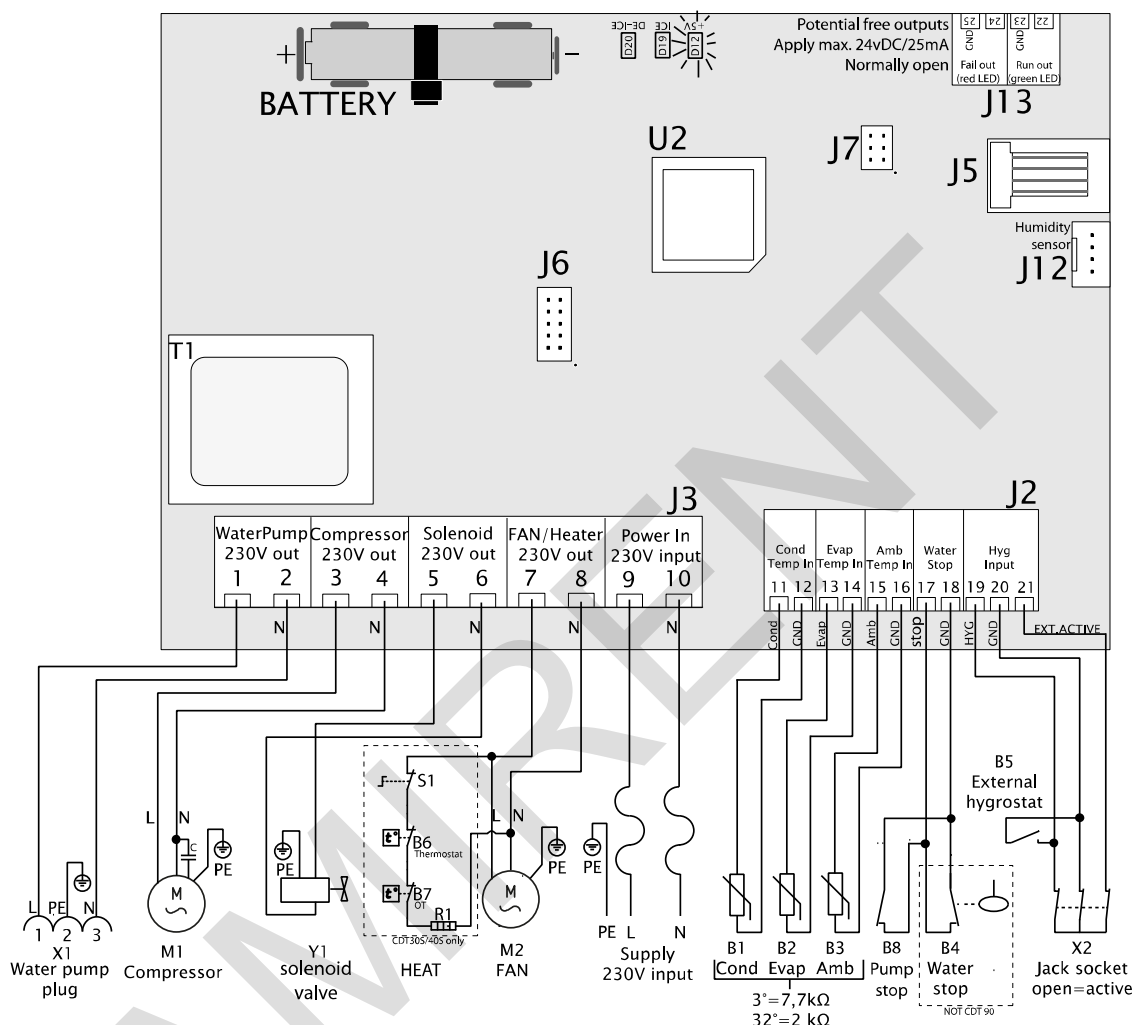 BATTERY
+
-
DE-ICE
ICE
+5V
D20
D19
D12
Potential free outputs
Apply max. 24vDC/25mA
Normally open
25
24
23
22
GND
GND
Fail out
(red LED)
Run out
(green LED)
J13
U2
J7
J5
Humidity
sensor
J12
J6
T1
J3
J2
WaterPump
230V out
Compressor
230V out
Solenoid
230V out
FAN/Heater
230V out
Power In
230V input
1 2 3 4 5 6 7 8 9 10
Cond
Temp In
Evap
Temp In
Amb
Temp In
Water
Stop
Hyg
Input
11 12 13 14 15 16 17 18 19 20 21
N
N
N
N
N
Cond
GND
Evap
GND
Amb
GND
stop
GND
HYG
GND
EXT.ACTIVE
S1
B6
Thermostat
t°
B7
OT
t°
R1
CDT30S/40S only
HEAT
L N
C
PE
M
M1
Compressor
L PE N
1 2 3
X1
Water pump
plug
PE
Y1
solenoid
valve
L N
PE
M
M2
FAN
PE
PE L N
Supply
230V input
B1
Cond
B2
Evap
B3
Amb
3°=7,7kΩ
32°=2 kΩ
B8
Pump
stop
B4
Water
stop
NOT CDT 90
B5
External
hygrostat
X2
Jack socket
open=active
AMIRENT